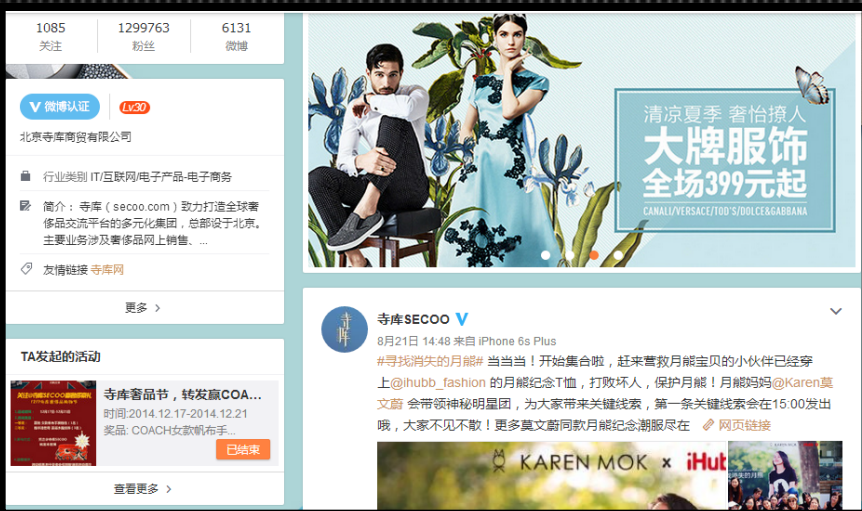 1085
1299763
6131
关注
粉丝
微博
微博认证
Lv.30
北京寺库商贸有限公司
行业类别 IT/互联网/电子产品-电子商务
简介： 寺库（secoo.com）致力打造全球奢
侈品交流平台的多元化集团，总部设于北京。
主要业务涉及奢侈品网上销售、...
友情链接 寺库网
更多
TA发起的活动
寺库奢品节，转发赢COA...
时间:2014.12.17-2014.12.21
奖品: COACH女款帆布手...
已结束
查看更多
清凉夏季 奢怡撩人
大牌服饰
全场399元起
CANALI/VERSACE/TOD'S/DOLCE&GABBANA
寺库
寺库SECOO
8月21日 14:48 来自 iPhone 6s Plus
#寻找消失的月熊# 当当当！开始集合啦，赶来营救月熊宝贝的小伙伴已经穿
上@ihubb_fashion 的月熊纪念T恤，打败坏人，保护月熊！月熊妈妈@Karen莫
文蔚 会带领神秘明星团，为大家带来关键线索，第一条关键线索会在15:00发出
哦，大家不见不散！更多莫文蔚同款月熊纪念潮服尽在 网页链接
KAREN MOK x iHub
KAREN MOK